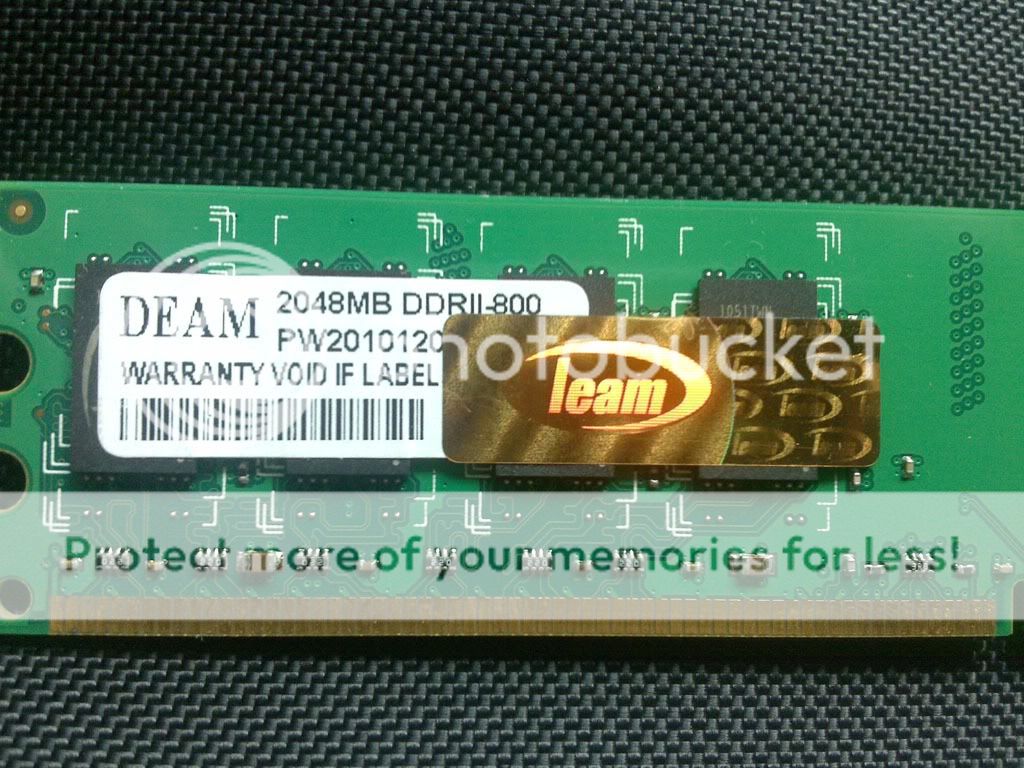 DEAM
2048MB DDRII-800
PW2010120
WARRANTY VOID IF LABEL
Team
photobucket
Protect more of your memories for less!